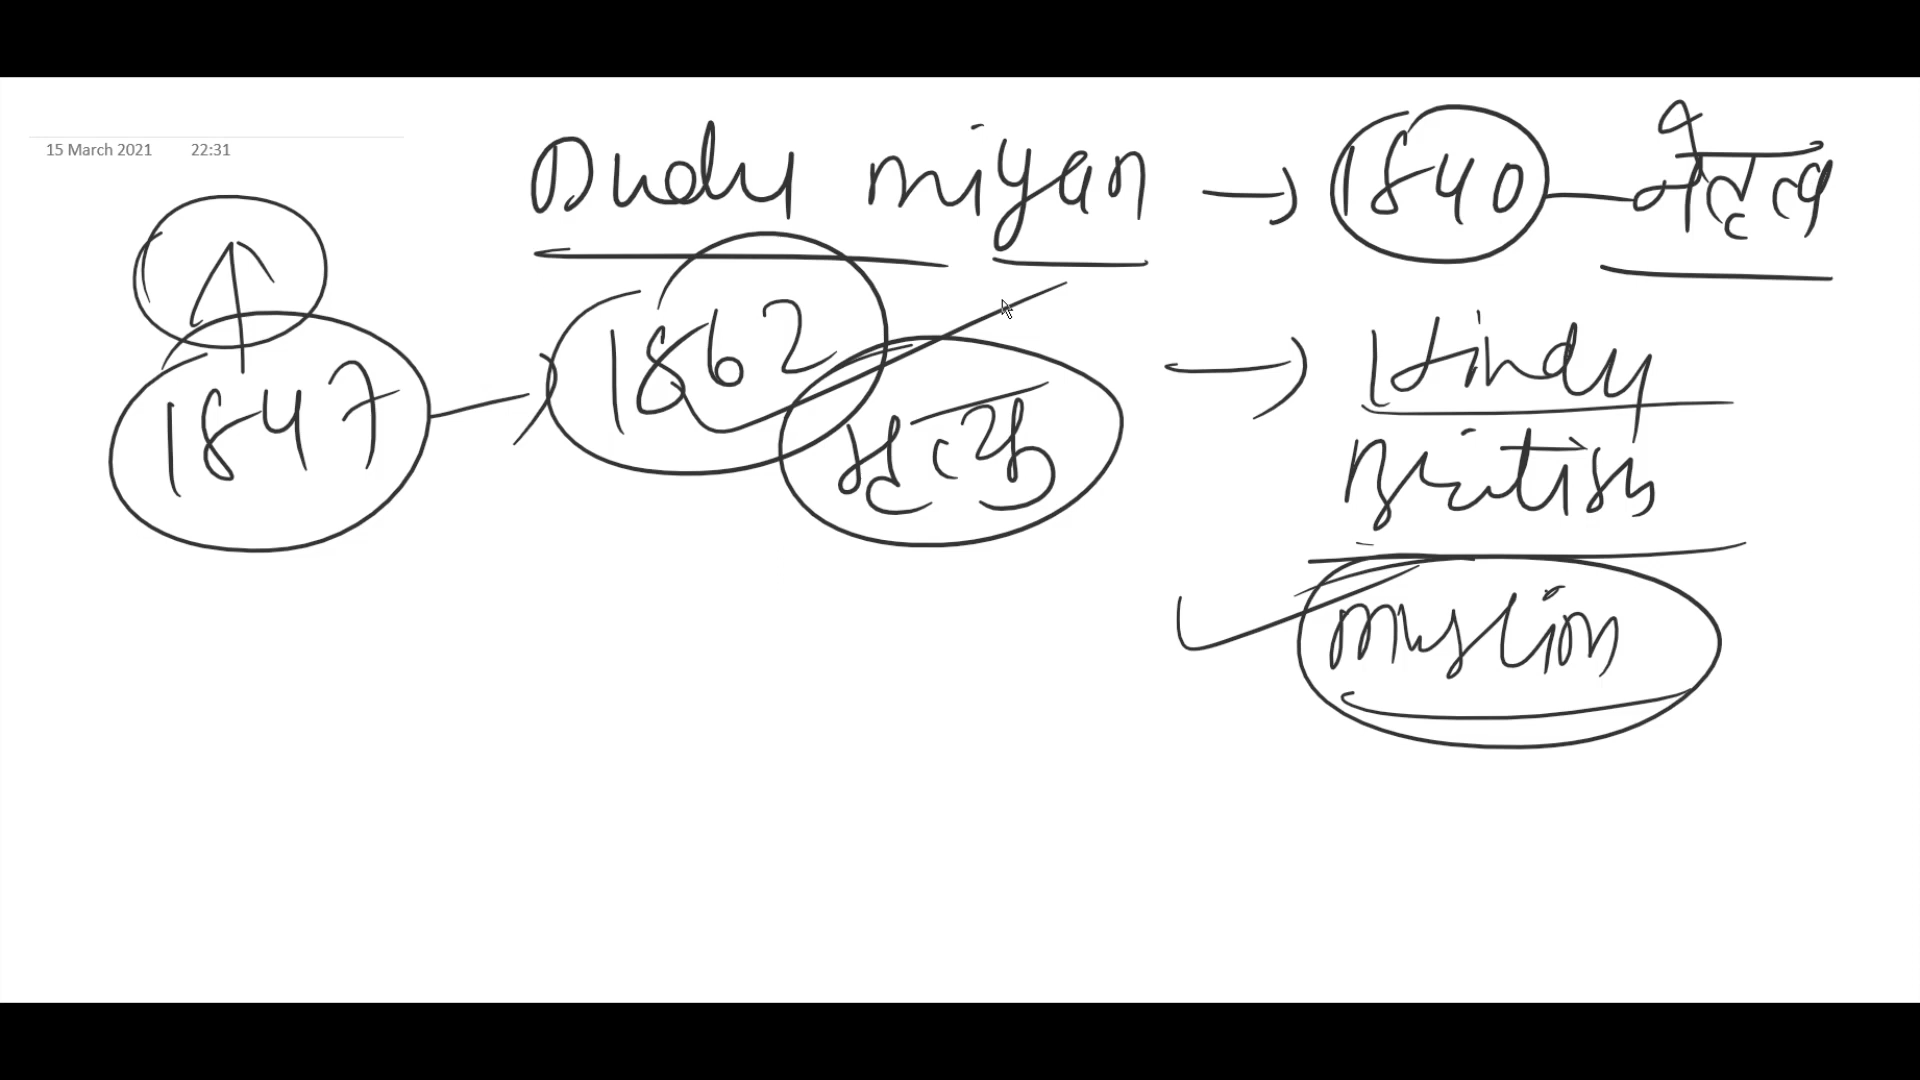 15 March 2021 22:31
Dudu miyan → 1840 — नेतृत्व
1847 → 1862 मृत्यु → Hindu
British
muslim